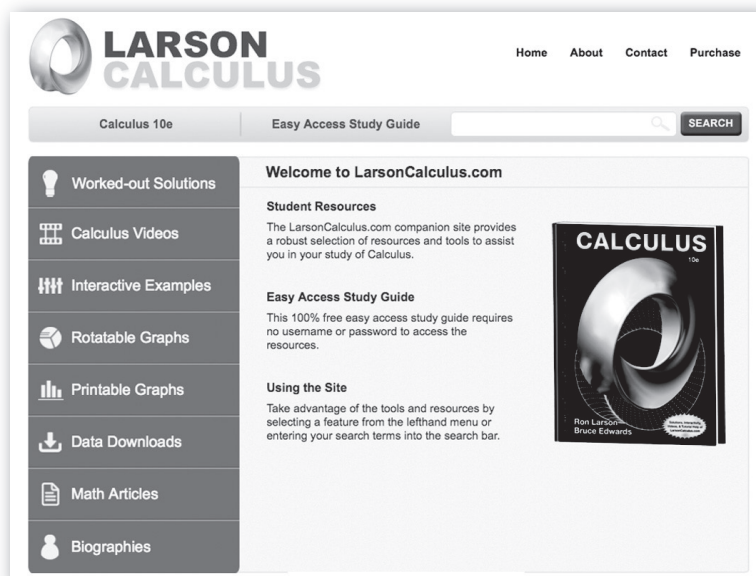 LARSON
CALCULUS
Home About Contact Purchase
Calculus 10e Easy Access Study Guide SEARCH
Worked-out Solutions
Calculus Videos
Interactive Examples
Rotatable Graphs
Printable Graphs
Data Downloads
Math Articles
Biographies
Welcome to LarsonCalculus.com
Student Resources
The LarsonCalculus.com companion site provides
a robust selection of resources and tools to assist
you in your study of Calculus.
Easy Access Study Guide
This 100% free easy access study guide requires
no username or password to access the
resources.
Using the Site
Take advantage of the tools and resources by
selecting a feature from the lefthand menu or
entering your search terms into the search bar.
CALCULUS
10e
Ron Larson
Bruce Edwards